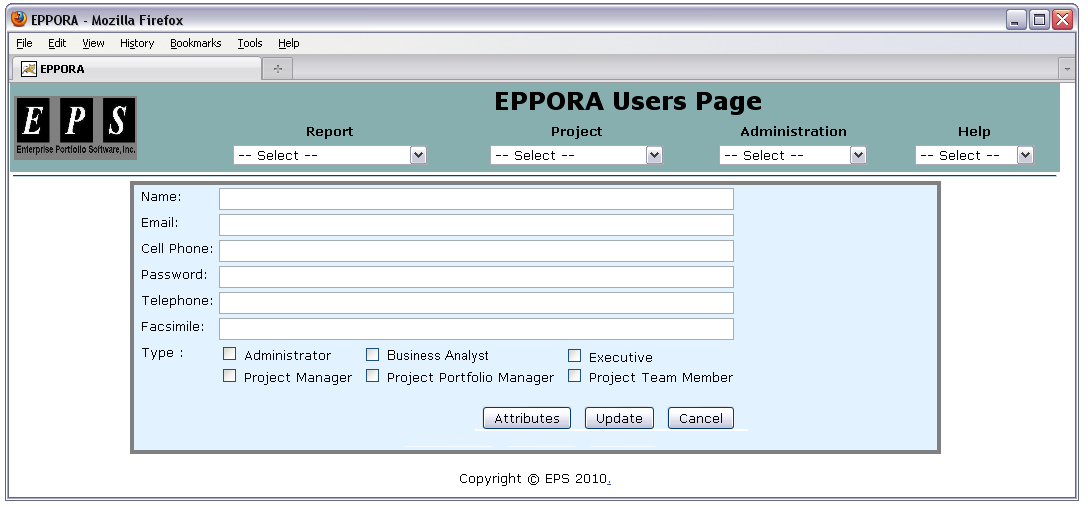 EPPORA - Mozilla Firefox
File Edit View History Bookmarks Tools Help
EPPORA
E P S
Enterprise Portfolio Software, Inc.
EPPORA Users Page
Report Project Administration Help
-- Select -- -- Select -- -- Select -- -- Select --
Name:
Email:
Cell Phone:
Password:
Telephone:
Facsimile:
Type : Administrator Business Analyst Executive
Project Manager Project Portfolio Manager Project Team Member
Attributes Update Cancel
Copyright © EPS 2010.